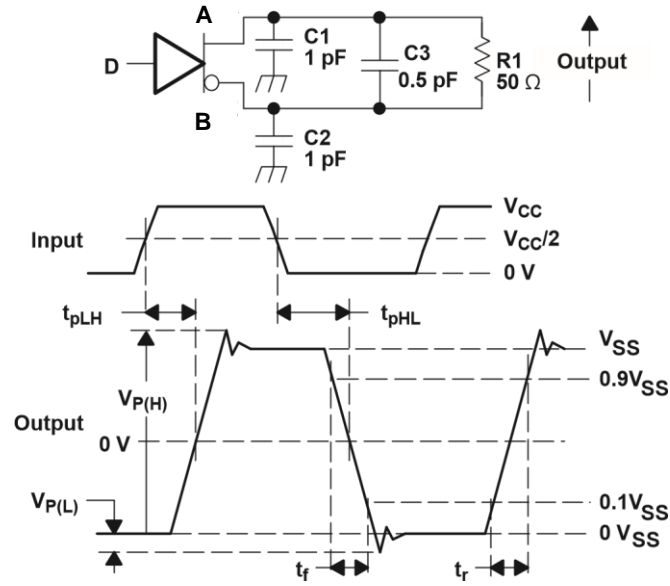 A
C1
1 pF
C3
0.5 pF
R1
50 Ω
Output
D
B
C2
1 pF
VCC
Input
VCC/2
0 V
tpLH
tpHL
VSS
0.9VSS
VP(H)
Output
0 V
VP(L)
0.1VSS
0 VSS
tf
tr